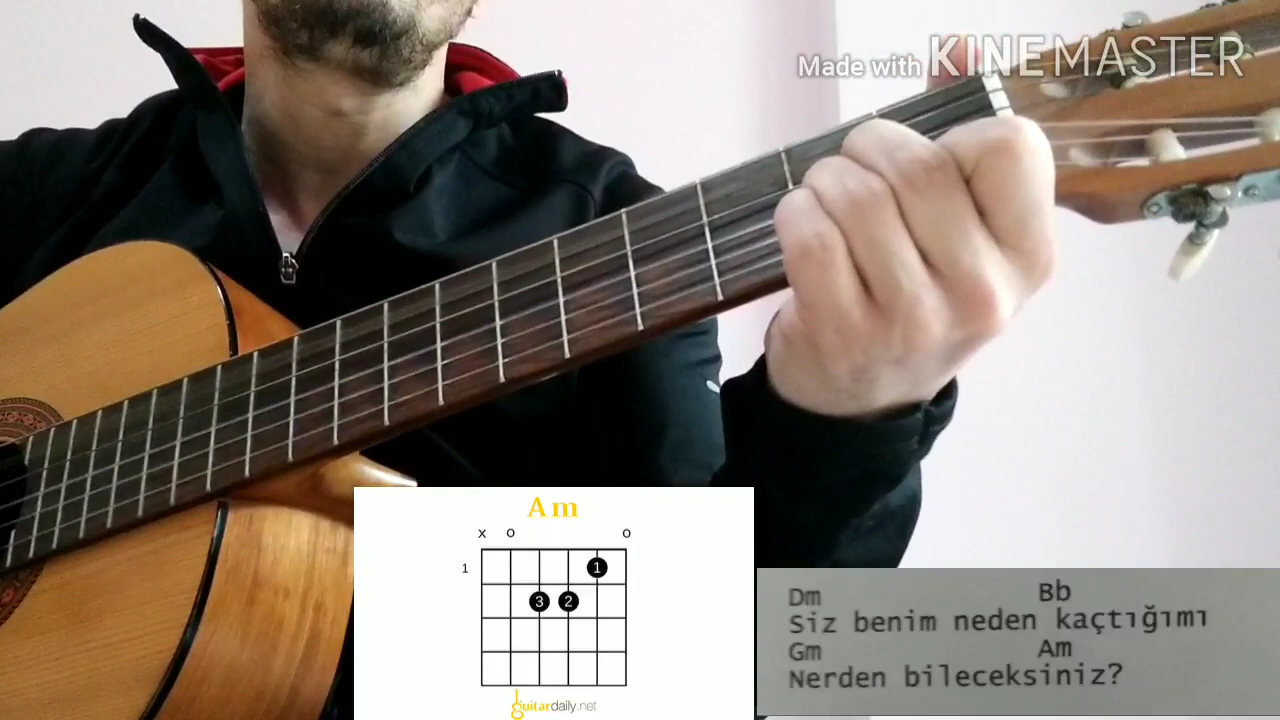 Made with KINEMASTER
Am
x o o
1 1
3 2
guitardaily.net
Dm Bb
Siz benim neden kaçtığımı
Gm Am
Nerden bileceksiniz?